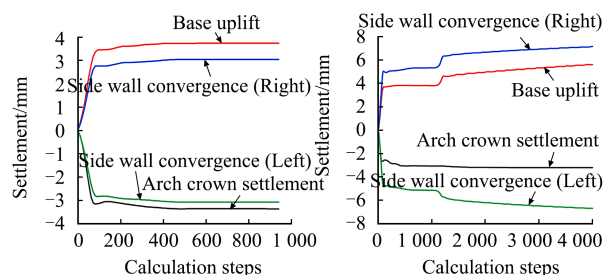 Base uplift
4
3
2
1
0
−1
−2
−3
−4
Settlement/mm
Side wall convergence (Right)
Side wall convergence (Left)
Arch crown settlement
0 200 400 600 800 1 000
Calculation steps
Side wall convergence (Right)
8
6
4
2
0
−2
−4
−6
−8
Settlement/mm
Base uplift
Arch crown settlement
Side wall convergence (Left)
0 1 000 2 000 3 000 4 000
Calculation steps